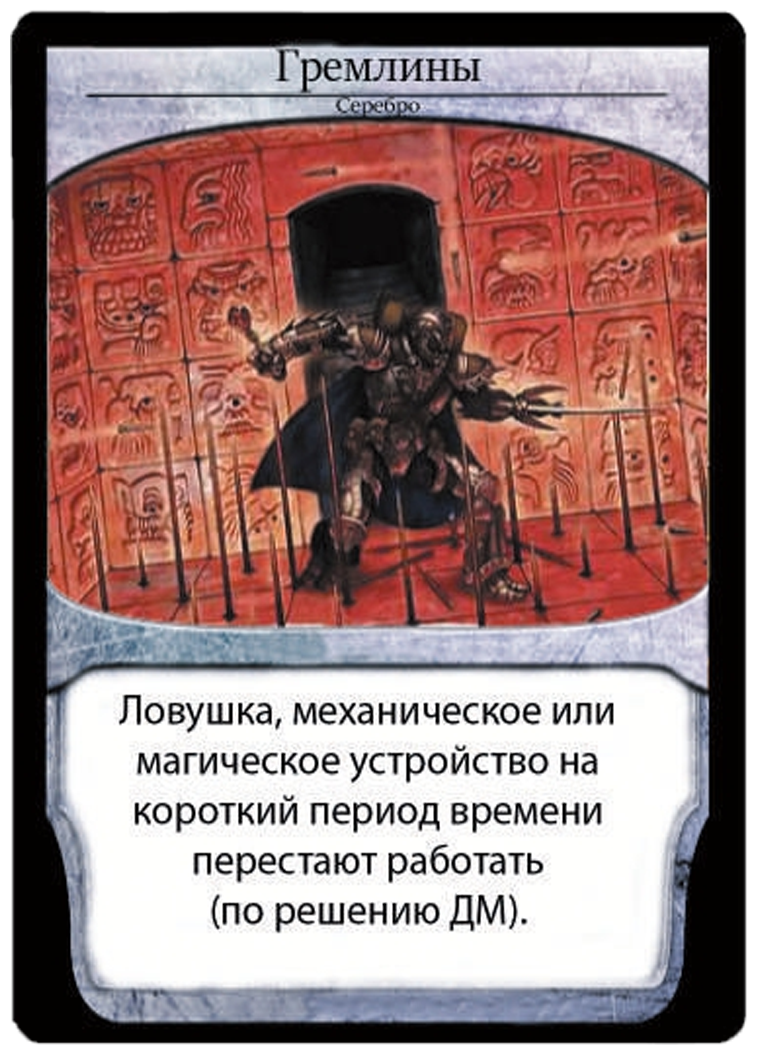 Гремлины
Серебро
Ловушка, механическое или
магическое устройство на
короткий период времени
перестают работать
(по решению ДМ).